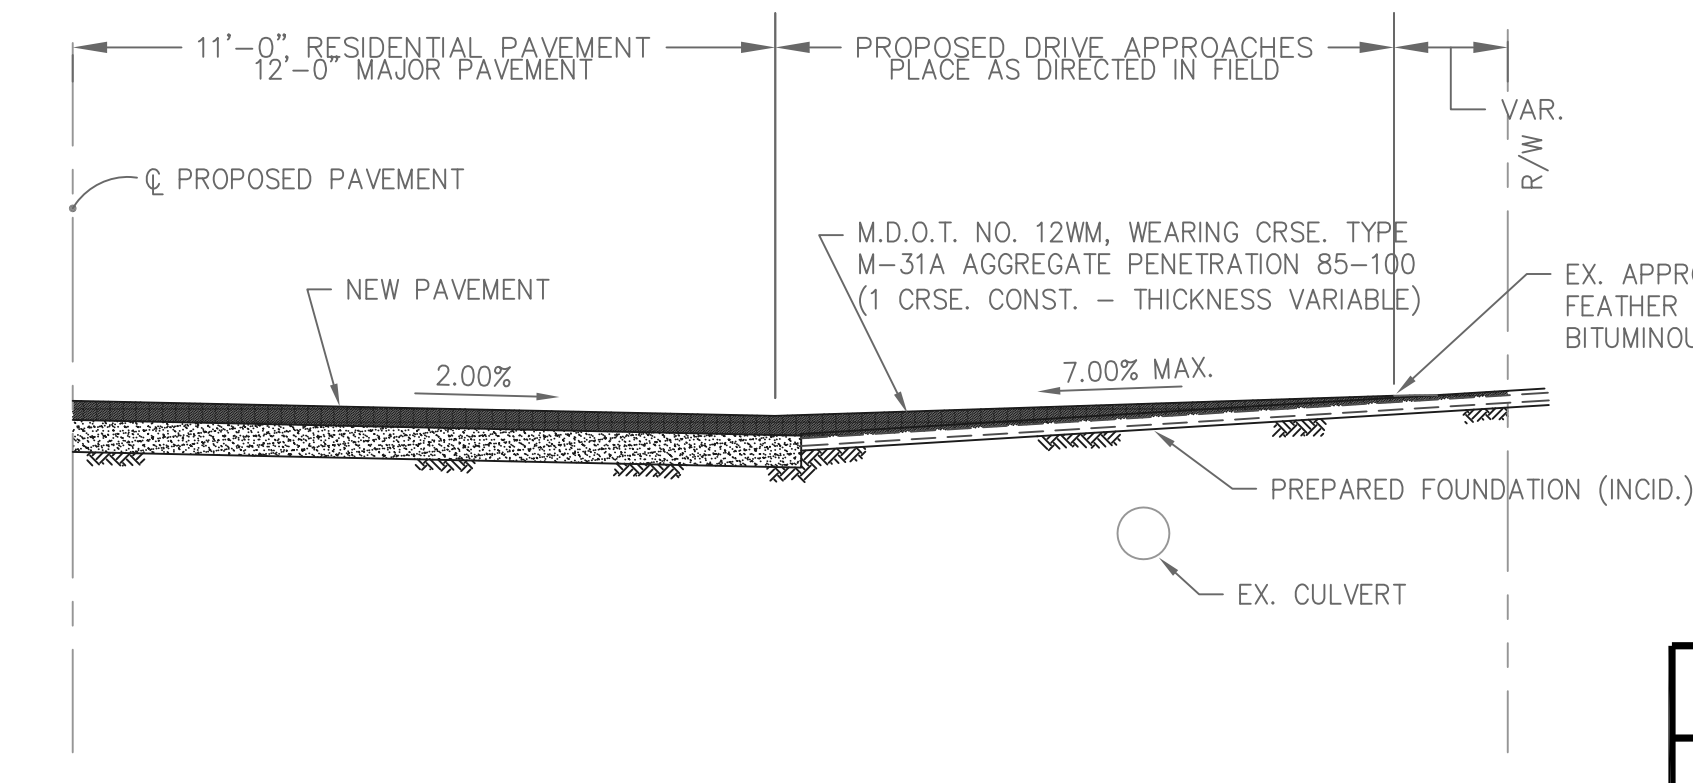 11'-0", RESIDENTIAL PAVEMENT
12'-0" MAJOR PAVEMENT
PROPOSED DRIVE APPROACHES
PLACE AS DIRECTED IN FIELD
VAR.
R/W
℄ PROPOSED PAVEMENT
M.D.O.T. NO. 12WM, WEARING CRSE. TYPE
M-31A AGGREGATE PENETRATION 85-100
(1 CRSE. CONST. - THICKNESS VARIABLE)
NEW PAVEMENT
EX.
FEATHER
2.00%
7.00% MAX.
PREPARED FOUNDATION (INCID.)
EX. CULVERT